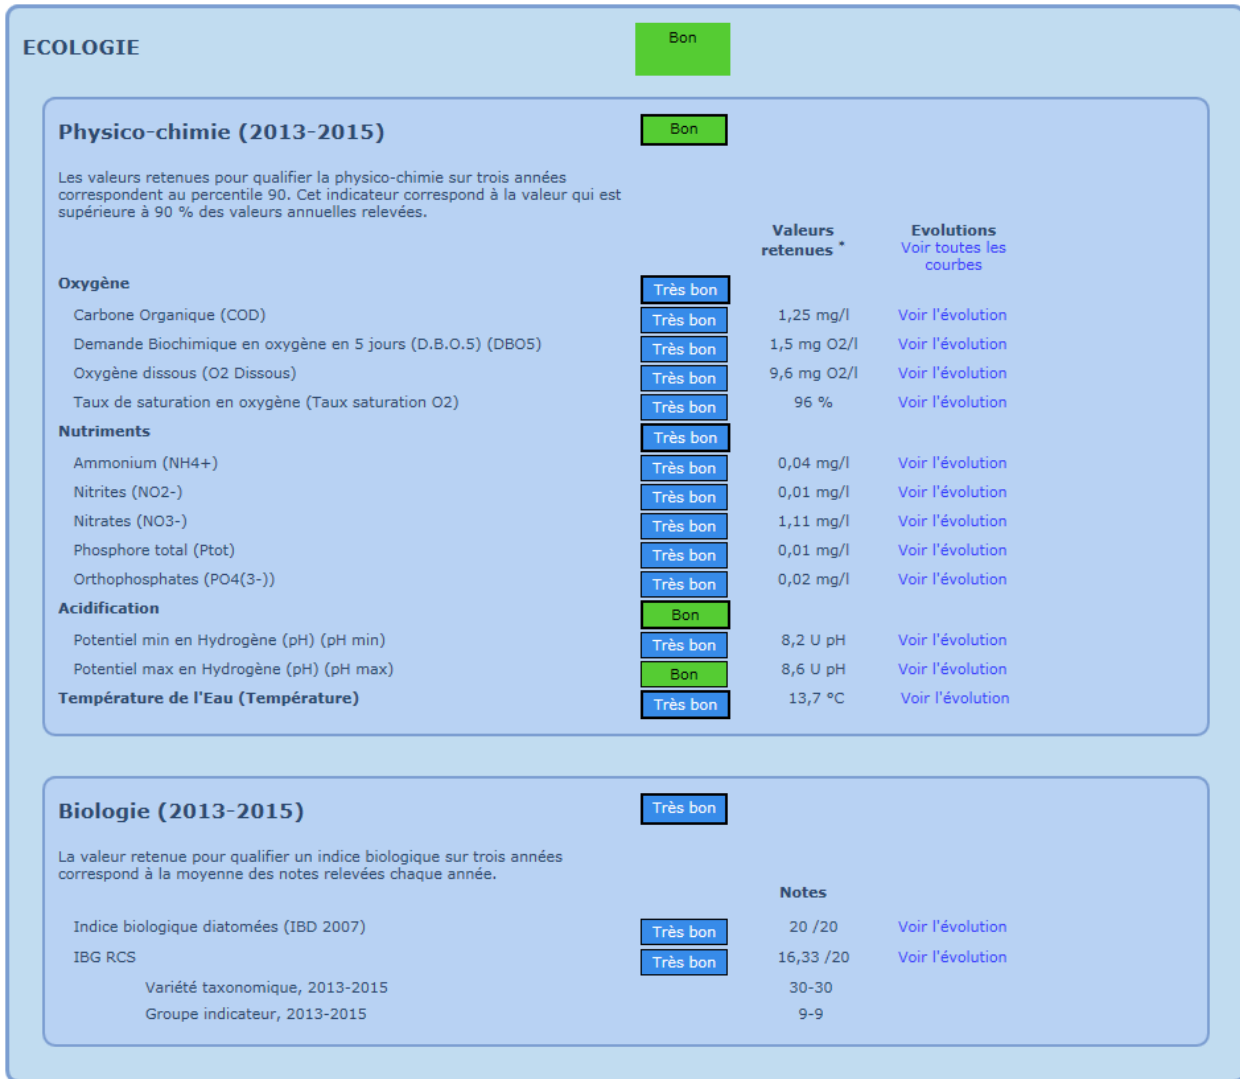 ECOLOGIE Bon
Physico-chimie (2013-2015) Bon
Les valeurs retenues pour qualifier la physico-chimie sur trois années
correspondent au percentile 90. Cet indicateur correspond à la valeur qui est
supérieure à 90 % des valeurs annuelles relevées.
Valeurs retenues * Evolutions
Voir toutes les courbes
Oxygène Très bon
Carbone Organique (COD) Très bon 1,25 mg/l Voir l'évolution
Demande Biochimique en oxygène en 5 jours (D.B.O.5) (DBO5) Très bon 1,5 mg O2/l Voir l'évolution
Oxygène dissous (O2 Dissous) Très bon 9,6 mg O2/l Voir l'évolution
Taux de saturation en oxygène (Taux saturation O2) Très bon 96 % Voir l'évolution
Nutriments Très bon
Ammonium (NH4+) Très bon 0,04 mg/l Voir l'évolution
Nitrites (NO2-) Très bon 0,01 mg/l Voir l'évolution
Nitrates (NO3-) Très bon 1,11 mg/l Voir l'évolution
Phosphore total (Ptot) Très bon 0,01 mg/l Voir l'évolution
Orthophosphates (PO4(3-)) Très bon 0,02 mg/l Voir l'évolution
Acidification Bon
Potentiel min en Hydrogène (pH) (pH min) Très bon 8,2 U pH Voir l'évolution
Potentiel max en Hydrogène (pH) (pH max) Bon 8,6 U pH Voir l'évolution
Température de l'Eau (Température) Très bon 13,7 °C Voir l'évolution
Biologie (2013-2015) Très bon
La valeur retenue pour qualifier un indice biologique sur trois années
correspond à la moyenne des notes relevées chaque année.
Notes
Indice biologique diatomées (IBD 2007) Très bon 20 /20 Voir l'évolution
IBG RCS Très bon 16,33 /20 Voir l'évolution
Variété taxonomique, 2013-2015 30-30
Groupe indicateur, 2013-2015 9-9